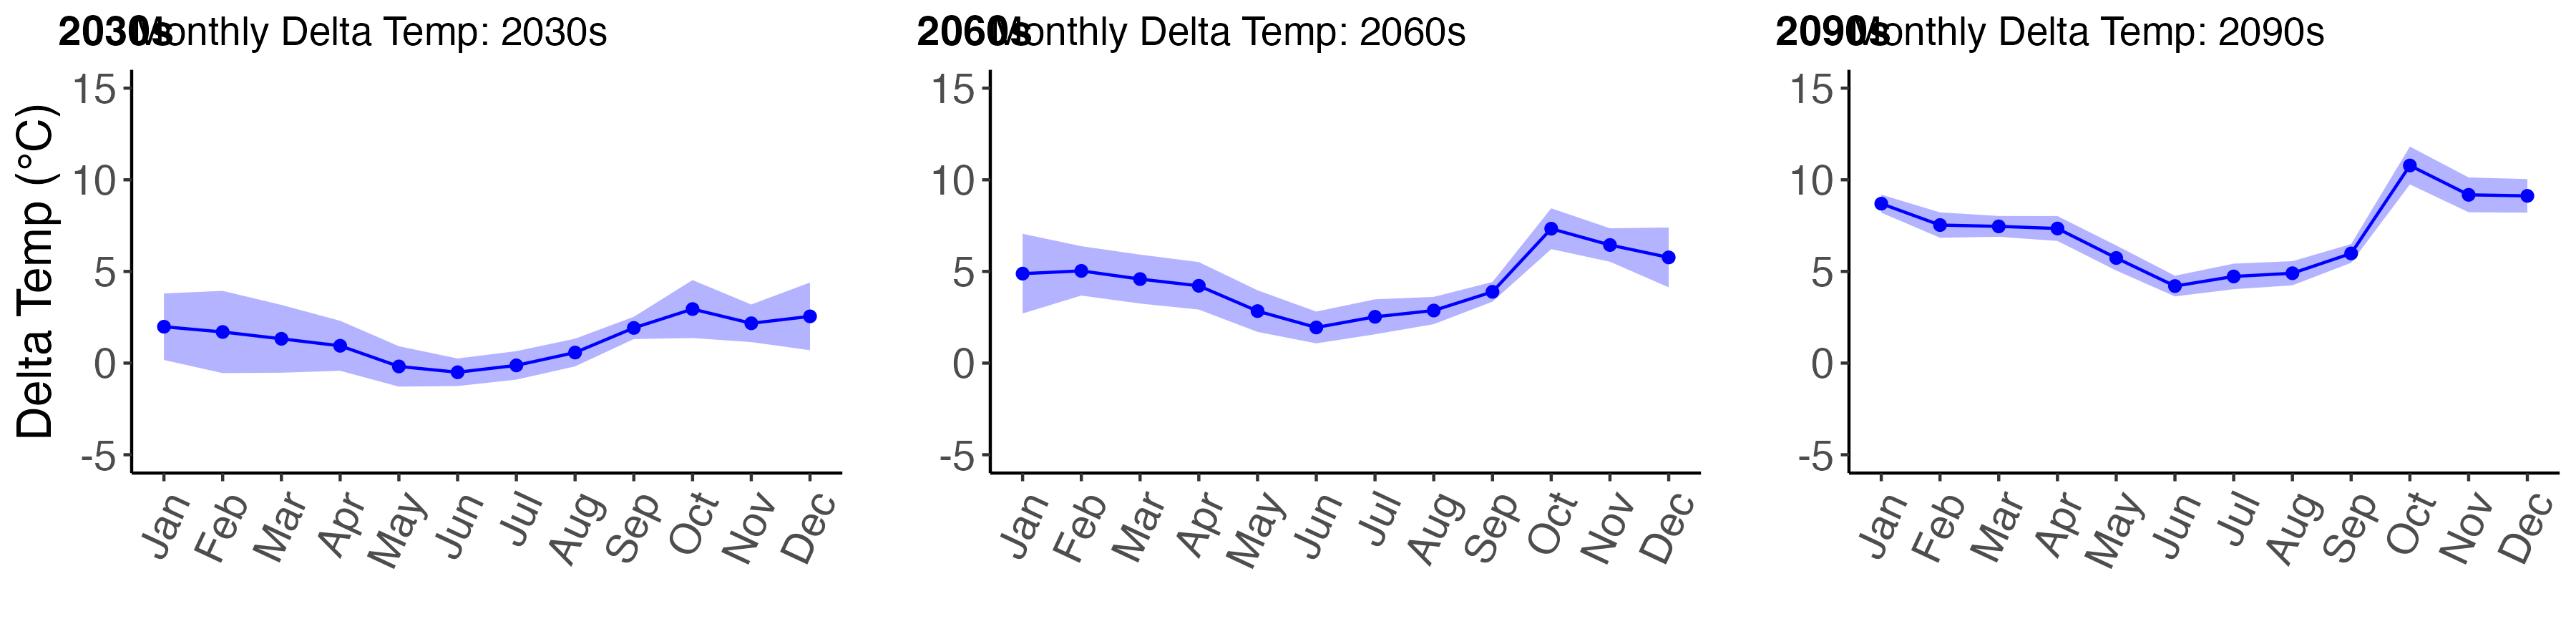 2030s Monthly Delta Temp: 2030s
2060s Monthly Delta Temp: 2060s
2090s Monthly Delta Temp: 2090s
Delta Temp (°C)
15
10
5
0
-5
Jan Feb Mar Apr May Jun Jul Aug Sep Oct Nov Dec
15
10
5
0
-5
Jan Feb Mar Apr May Jun Jul Aug Sep Oct Nov Dec
15
10
5
0
-5
Jan Feb Mar Apr May Jun Jul Aug Sep Oct Nov Dec